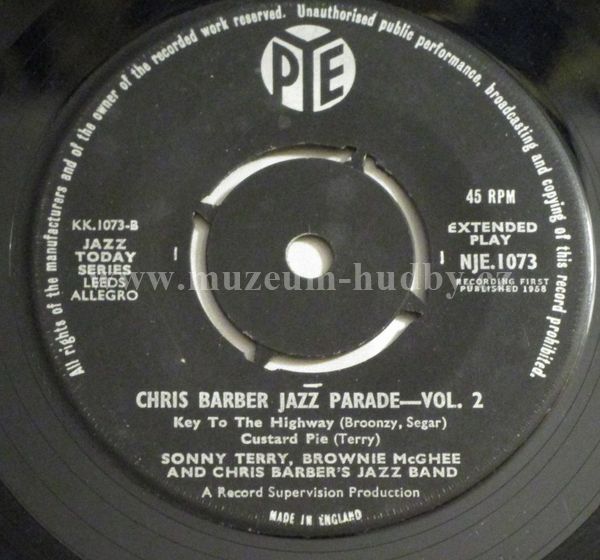 All rights of the manufacturers and of the owner of the recorded work reserved. Unauthorised public performance, broadcasting and copying of this record prohibited.
PYE
45 RPM
KK.1073-B
EXTENDED
PLAY
JAZZ
TODAY
SERIES
LEEDS
ALLEGRO
NJE.1073
RECORDING FIRST
PUBLISHED 1958
www.muzeum-hudby.cz
CHRIS BARBER JAZZ PARADE—VOL. 2
Key To The Highway (Broonzy, Segar)
Custard Pie (Terry)
SONNY TERRY, BROWNIE McGHEE
AND CHRIS BARBER'S JAZZ BAND
A Record Supervision Production
MADE IN ENGLAND